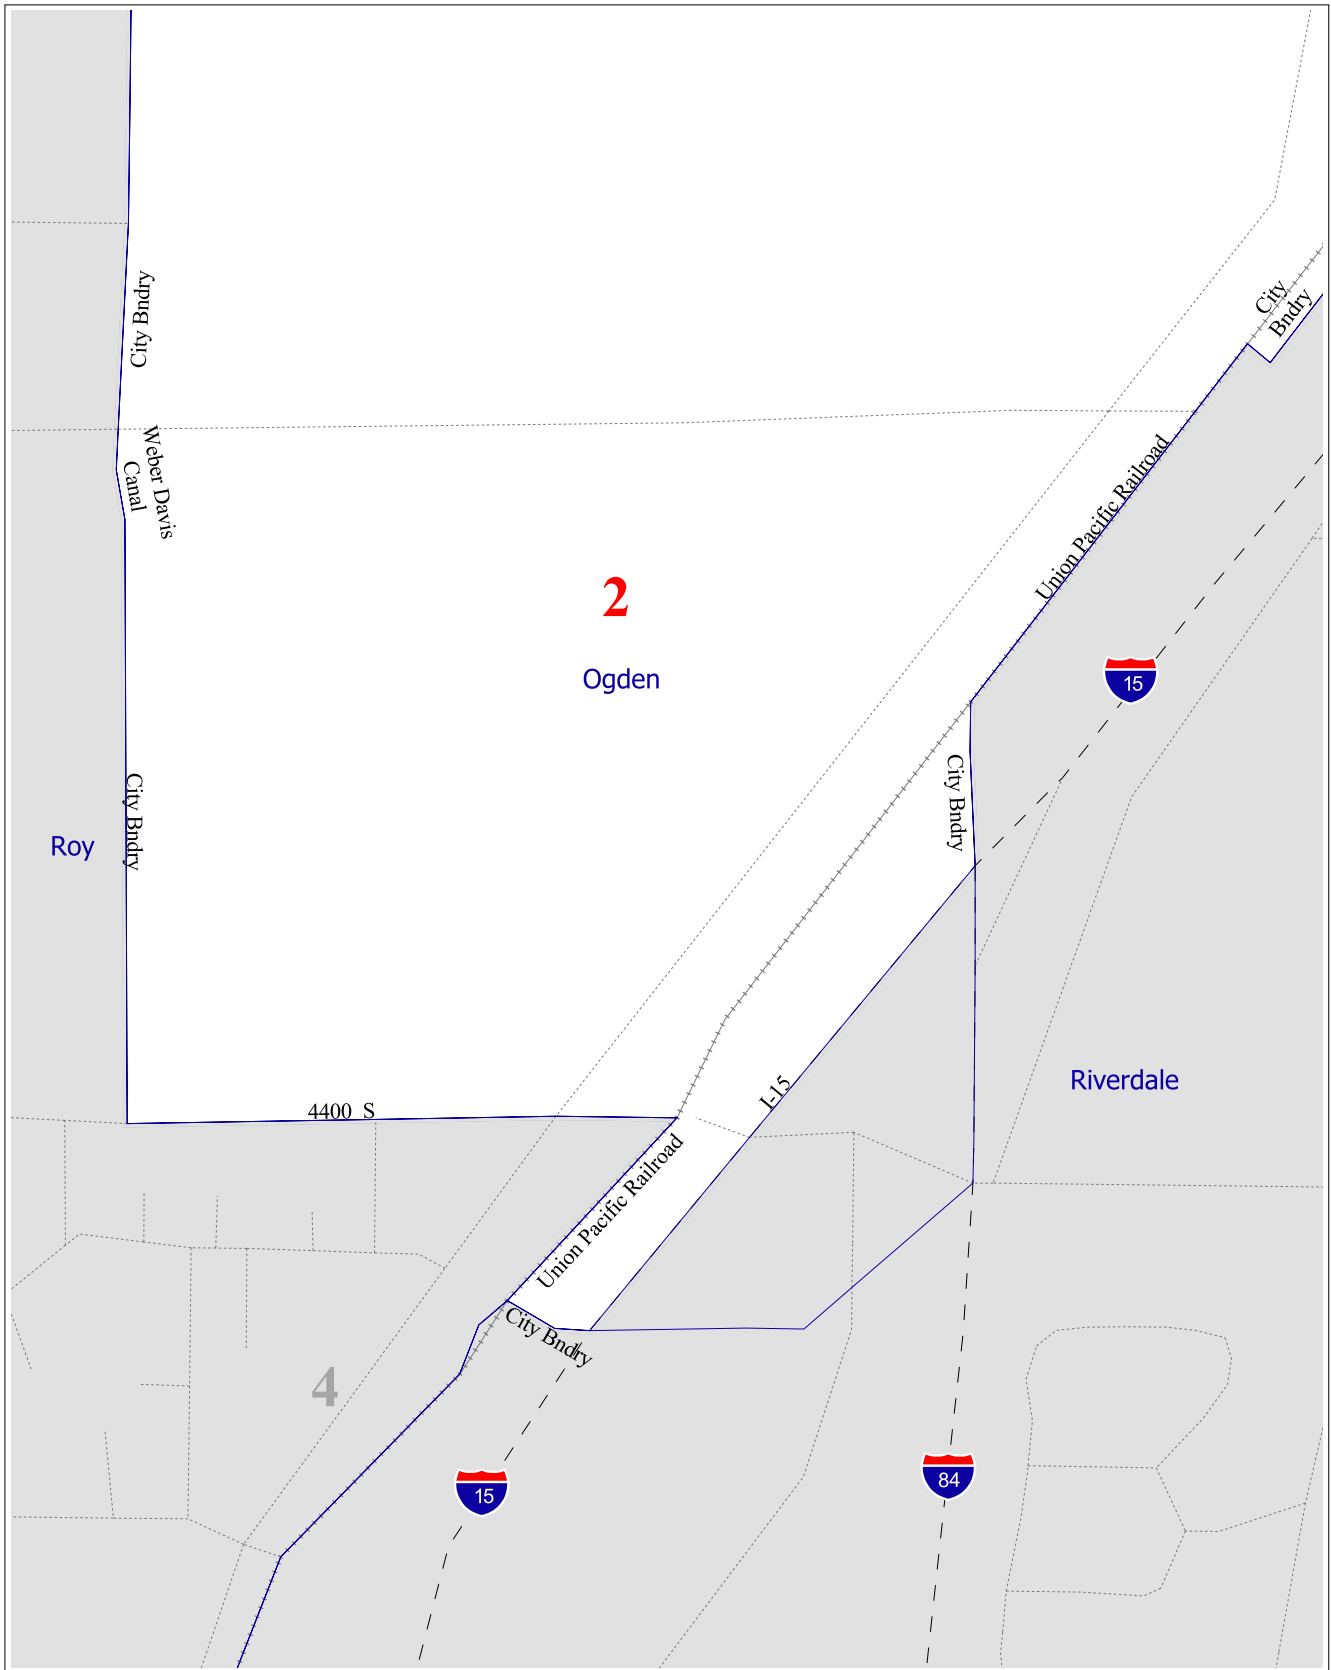 City Bndry
City
Bndry
Weber Davis
Canal
Union Pacific Railroad
2
Ogden
15
City Bndry
City Bndry
Roy
Riverdale
I-15
4400 S
Union Pacific Railroad
City Bndry
4
15
84